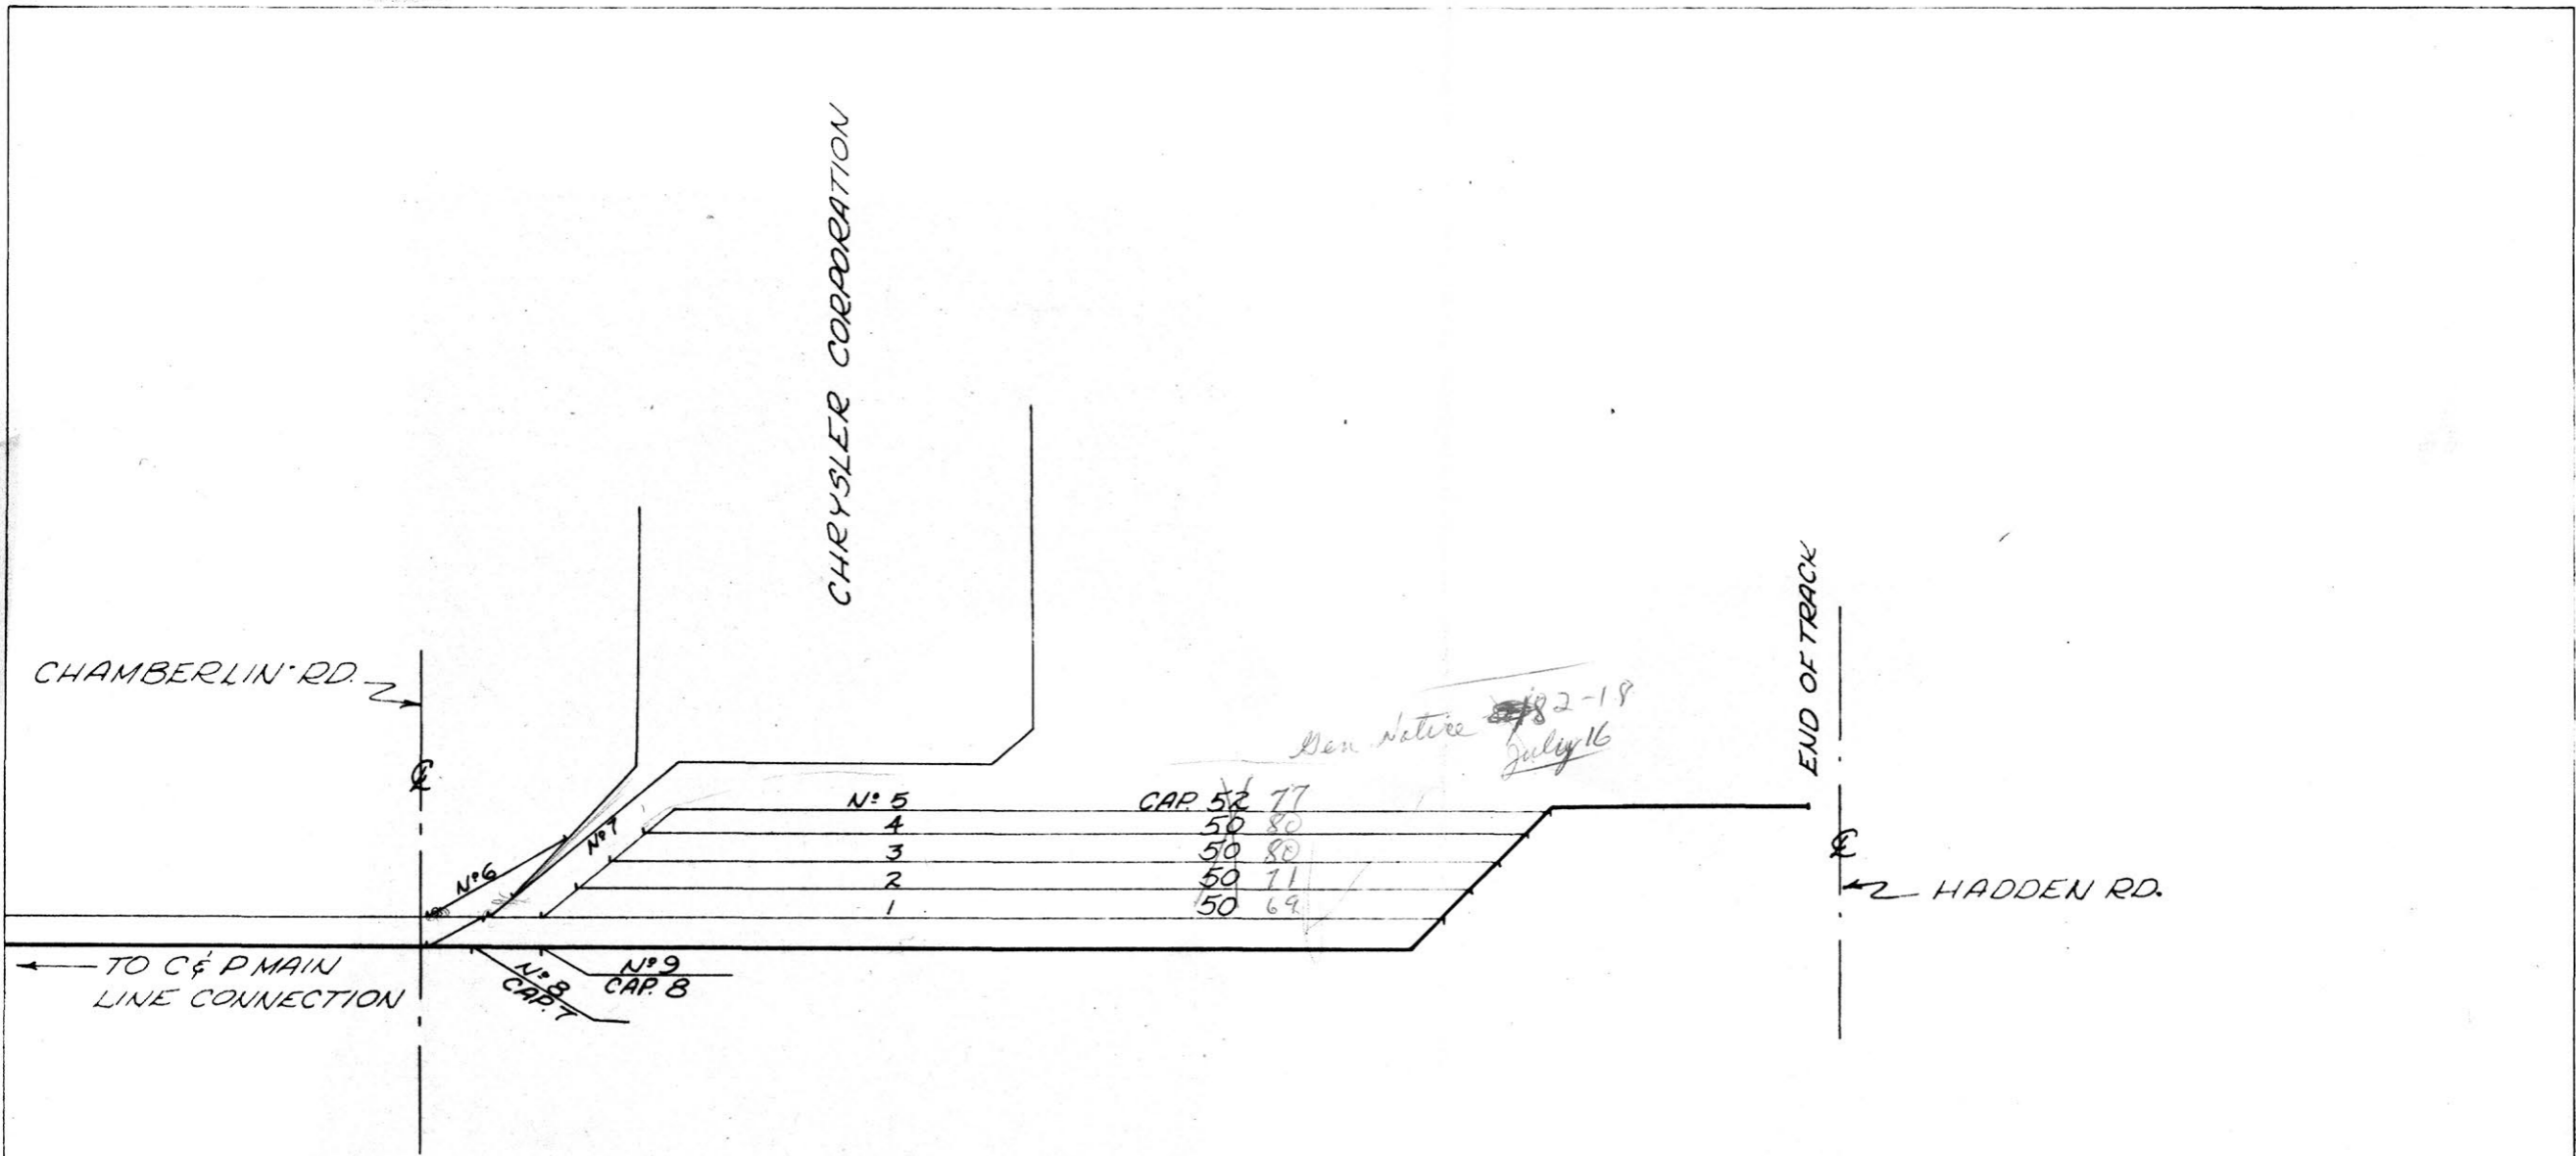 CHRYSLER CORPORATION
CHAMBERLIN RD.
℄
END OF TRACK
Gen Notice 82-18
July 16
Nº 5 CAP. 52 77
4 50 80
3 50 80
2 50 71
1 50 69
Nº 7
Nº 6
℄
HADDEN RD.
TO C & P MAIN
LINE CONNECTION
Nº 8
CAP. 7
Nº 9
CAP. 8